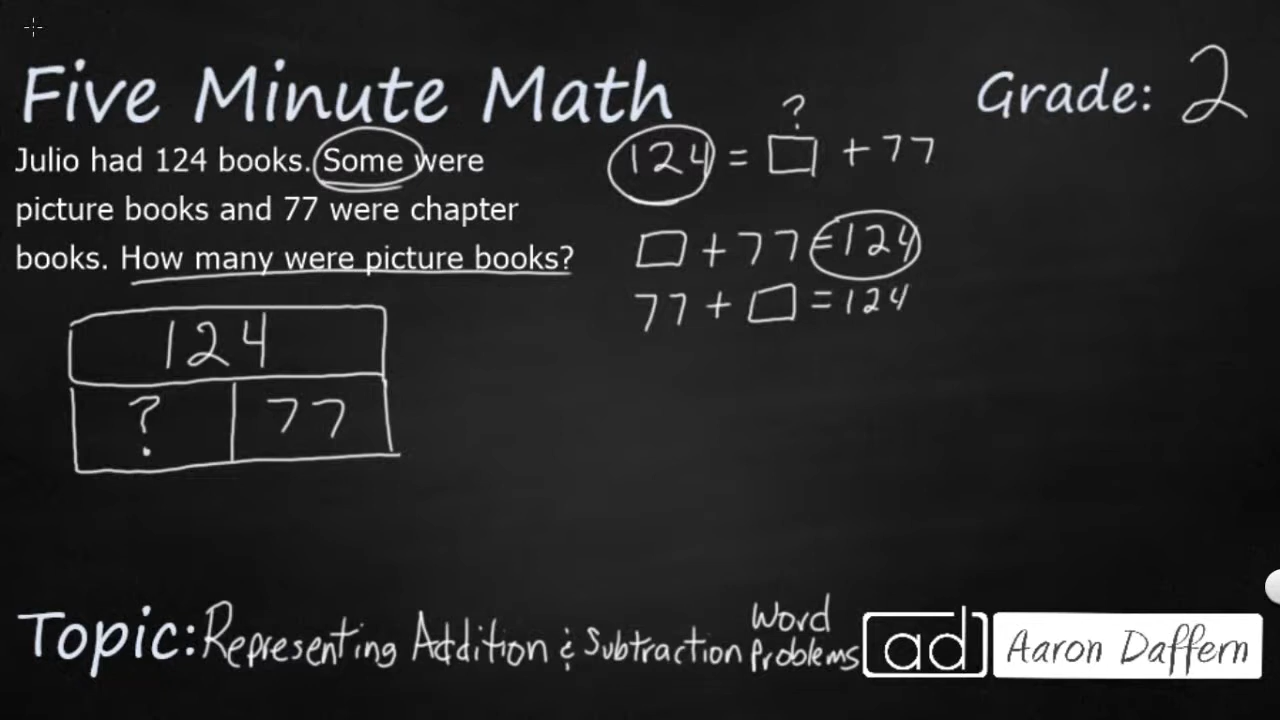 Five Minute Math
Grade: 2
Julio had 124 books. Some were
picture books and 77 were chapter
books. How many were picture books?
?
124 = □ + 77
□ + 77 = 124
77 + □ = 124
124
? 77
Topic: Representing Addition & Subtraction Word Problems
ad Aaron Daffern